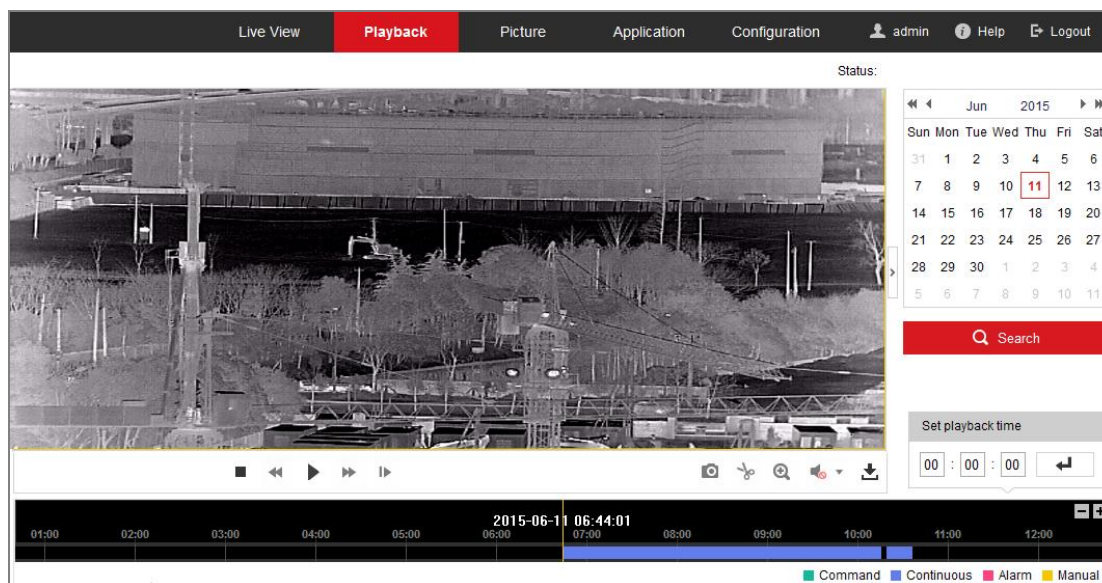 Live View Playback Picture Application Configuration admin Help Logout
Status:
Jun 2015
Sun Mon Tue Wed Thu Fri Sat
31 1 2 3 4 5 6
7 8 9 10 11 12 13
14 15 16 17 18 19 20
21 22 23 24 25 26 27
28 29 30 1 2 3 4
5 6 7 8 9 10 11
Search
Set playback time
00 : 00 : 00
2015-06-11 06:44:01
01:00 02:00 03:00 04:00 05:00 06:00 07:00 08:00 09:00 10:00 11:00 12:00
Command Continuous Alarm Manual